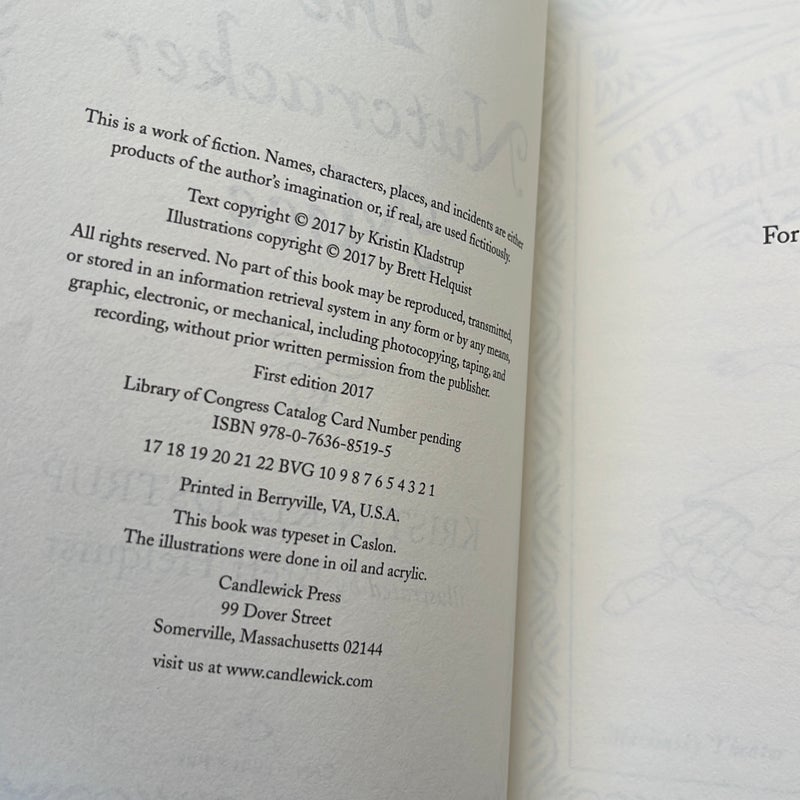 This is a work of fiction. Names, characters, places, and incidents are either
products of the author's imagination or, if real, are used fictitiously.
Text copyright © 2017 by Kristin Kladstrup
Illustrations copyright © 2017 by Brett Helquist
All rights reserved. No part of this book may be reproduced, transmitted,
or stored in an information retrieval system in any form or by any means,
graphic, electronic, or mechanical, including photocopying, taping, and
recording, without prior written permission from the publisher.
First edition 2017
Library of Congress Catalog Card Number pending
ISBN 978-0-7636-8519-5
17 18 19 20 21 22 BVG 10 9 8 7 6 5 4 3 2 1
Printed in Berryville, VA, U.S.A.
This book was typeset in Caslon.
The illustrations were done in oil and acrylic.
Candlewick Press
99 Dover Street
Somerville, Massachusetts 02144
visit us at www.candlewick.com
For